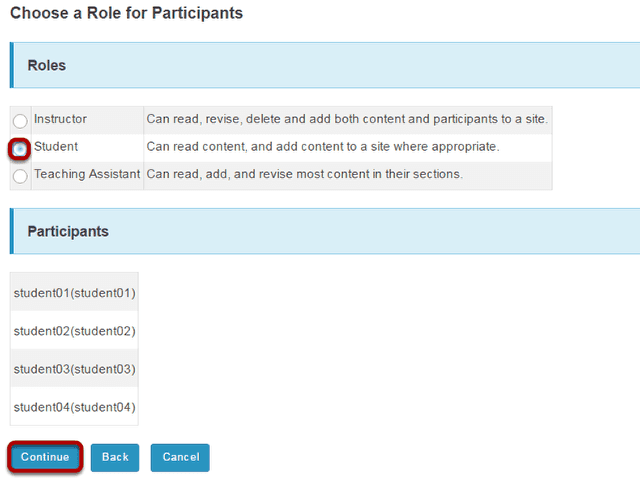 Choose a Role for Participants
Roles
Instructor Can read, revise, delete and add both content and participants to a site.
Student Can read content, and add content to a site where appropriate.
Teaching Assistant Can read, add, and revise most content in their sections.
Participants
student01(student01)
student02(student02)
student03(student03)
student04(student04)
Continue Back Cancel